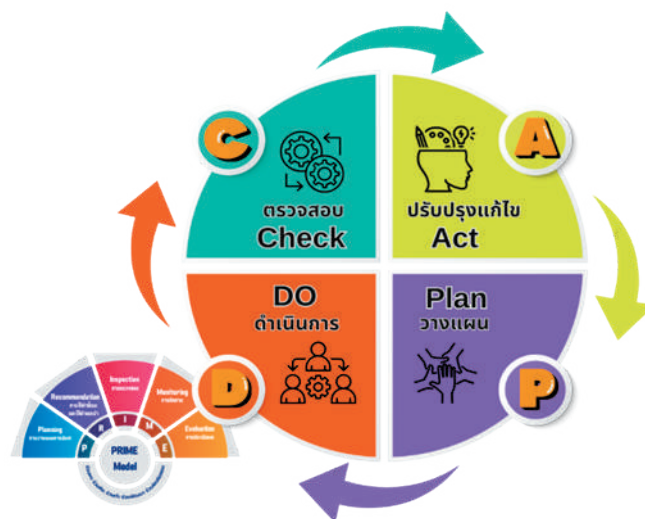 C
ตรวจสอบ
Check
A
ปรับปรุงแก้ไข
Act
DO
ดำเนินการ
D
Plan
วางแผน
P
Planning
Recommendation
Inspection
Monitoring
Evaluation
P R I M E
PRIME
Model